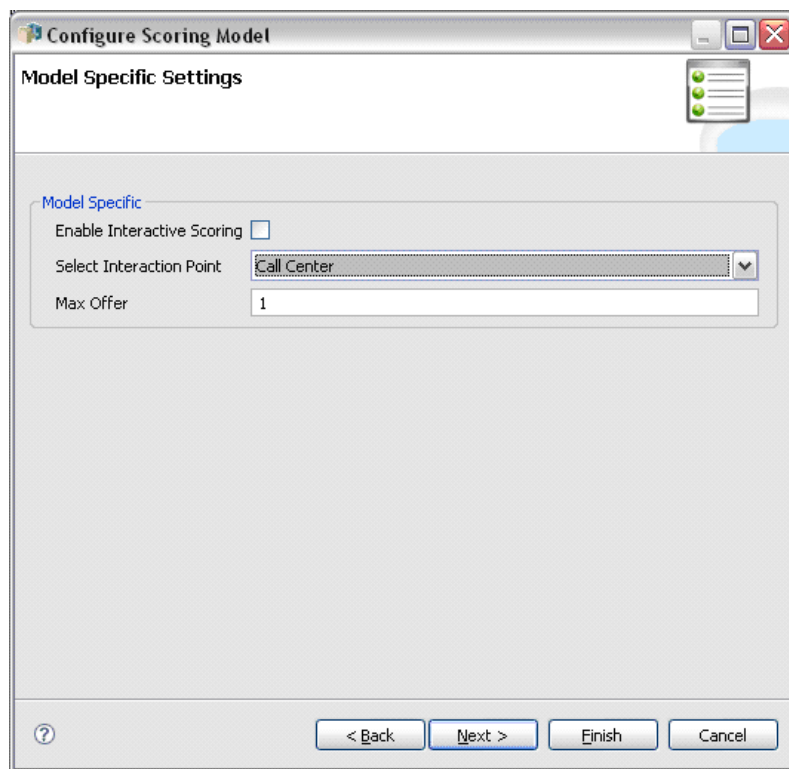 Configure Scoring Model
Model Specific Settings
Model Specific
Enable Interactive Scoring
Select Interaction Point Call Center
Max Offer 1
? < Back Next > Finish Cancel